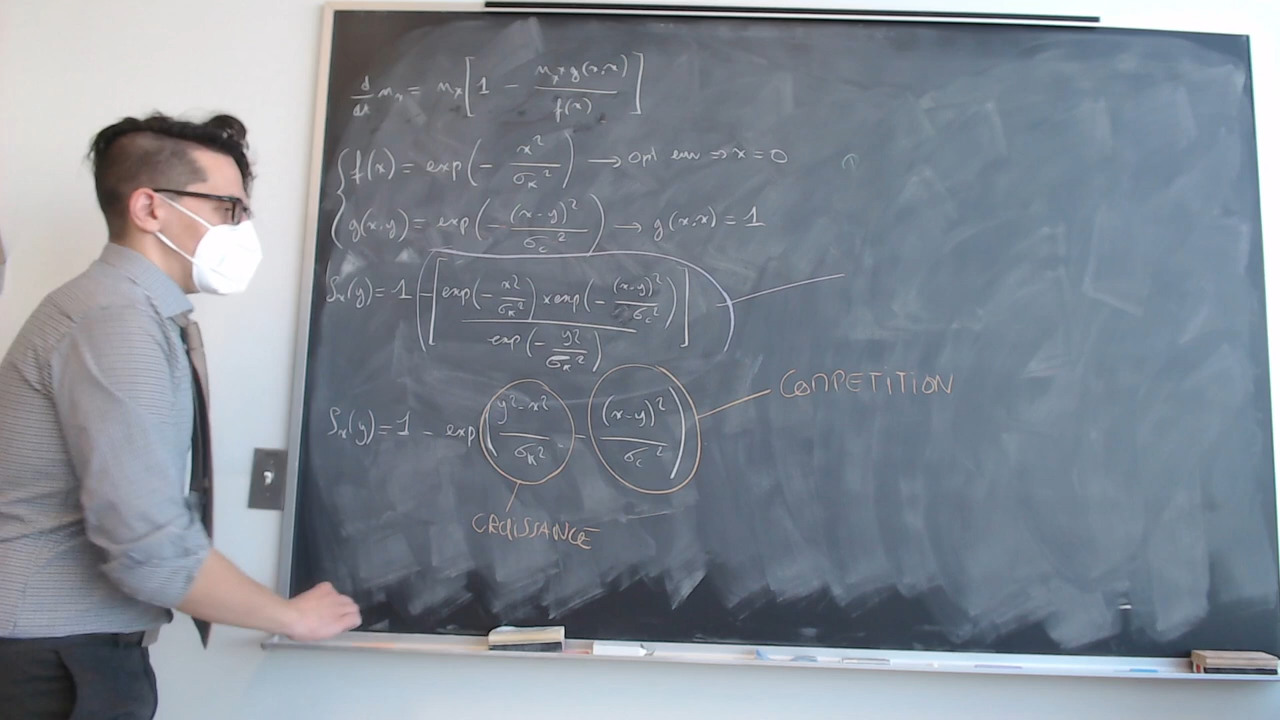 d/dt n_x = n_x [1 - n_x × g(x,x) / f(x)]
f(x) = exp(- x²/σ_K²) → opt env ⇒ x = 0
g(x,y) = exp(- (x-y)²/σ_c²) → g(x,x) = 1
S_x(y) = 1 - [exp(- x²/σ_K²) × exp(- (x-y)²/σ_c²) / exp(- y²/σ_K²)]
S_x(y) = 1 - exp(y²-x²/σ_K² - (x-y)²/σ_c²)
COMPETITION
CROISSANCE